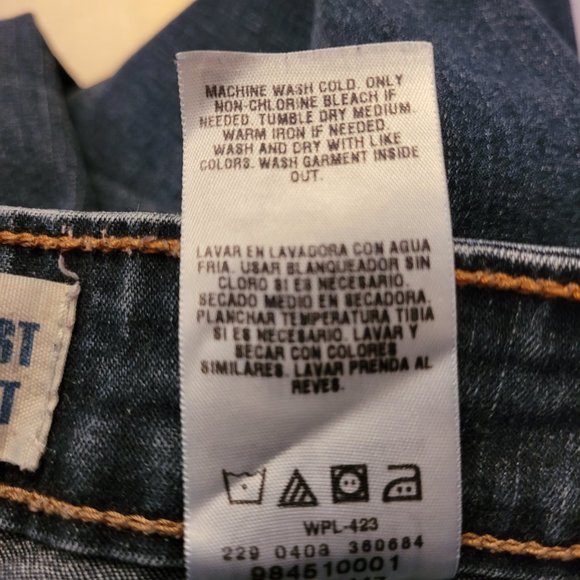 MACHINE WASH COLD. ONLY
NON-CHLORINE BLEACH IF
NEEDED. TUMBLE DRY MEDIUM.
WARM IRON IF NEEDED.
WASH AND DRY WITH LIKE
COLORS. WASH GARMENT INSIDE
OUT.
LAVAR EN LAVADORA CON AGUA
FRIA. USAR BLANQUEADOR SIN
CLORO SI ES NECESARIO.
SECADO MEDIO EN SECADORA.
PLANCHAR TEMPERATURA TIBIA
SI ES NECESARIO. LAVAR Y
SECAR CON COLORES
SIMILARES. LAVAR PRENDA AL
REVES.
WPL-423
229 0408 360684
984510001
ST
T